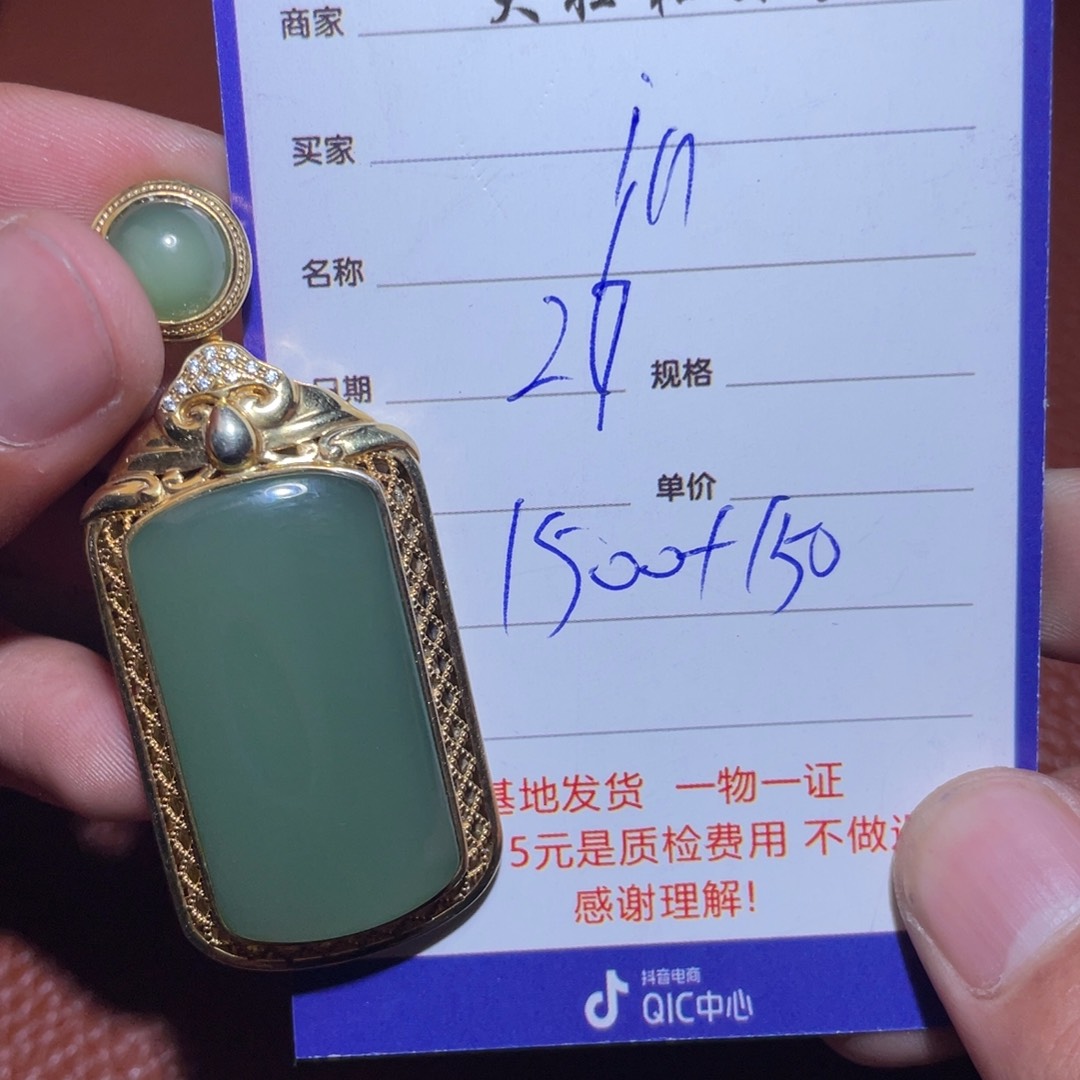 商家
买家
名称
日期 规格
单价
1500+150
基地发货 一物一证
5元是质检费用 不做
感谢理解!
抖音电商
QIC中心